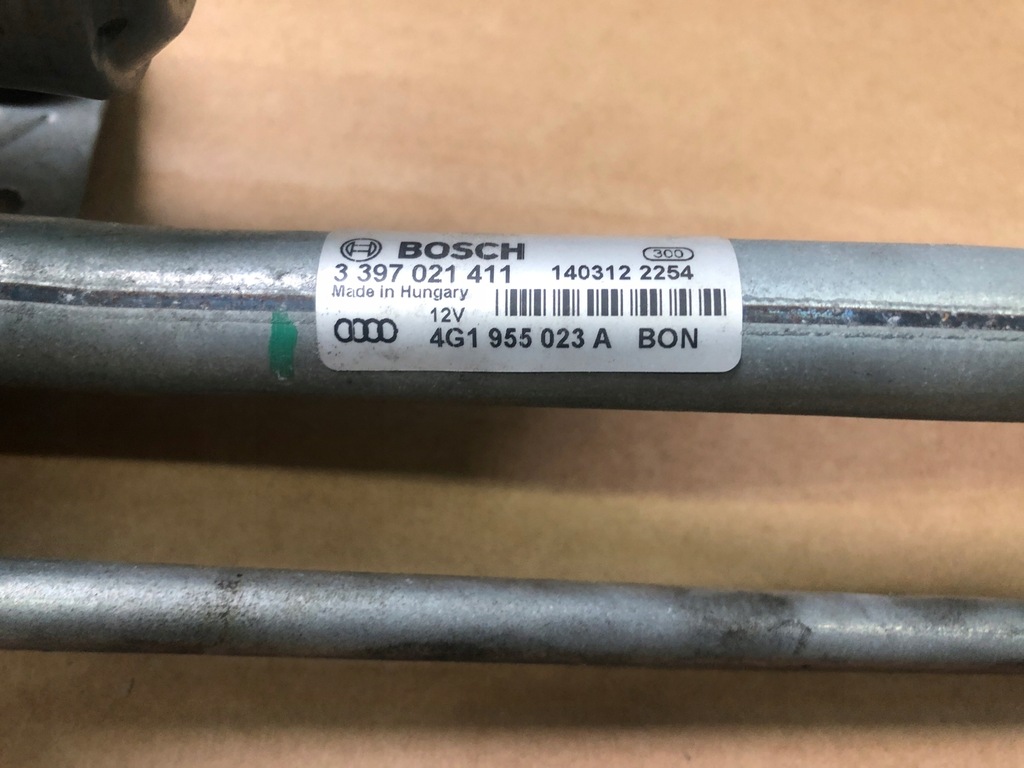 BOSCH 300
3 397 021 411 140312 2254
Made in Hungary
12V
4G1 955 023 A BON